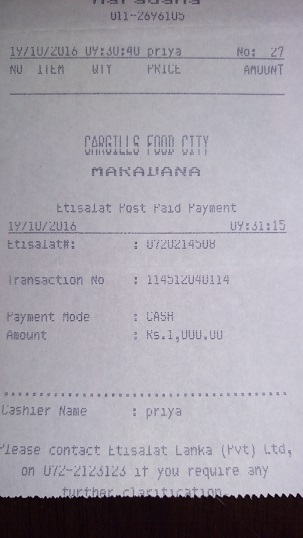 Maradana
011-2696105
19/10/2016 09:30:40 priya No: 27
NO ITEM QTY PRICE AMOUNT
CARGILLS FOOD CITY
MARADANA
Etisalat Post Paid Payment
19/10/2016 09:31:15
Etisalat#: : 0720214508
Transaction No : 114512040114
Payment Mode : CASH
Amount : Rs.1,000.00
Cashier Name : priya
Please contact Etisalat Lanka (Pvt) Ltd,
on 072-2123123 if you require any
further clarification